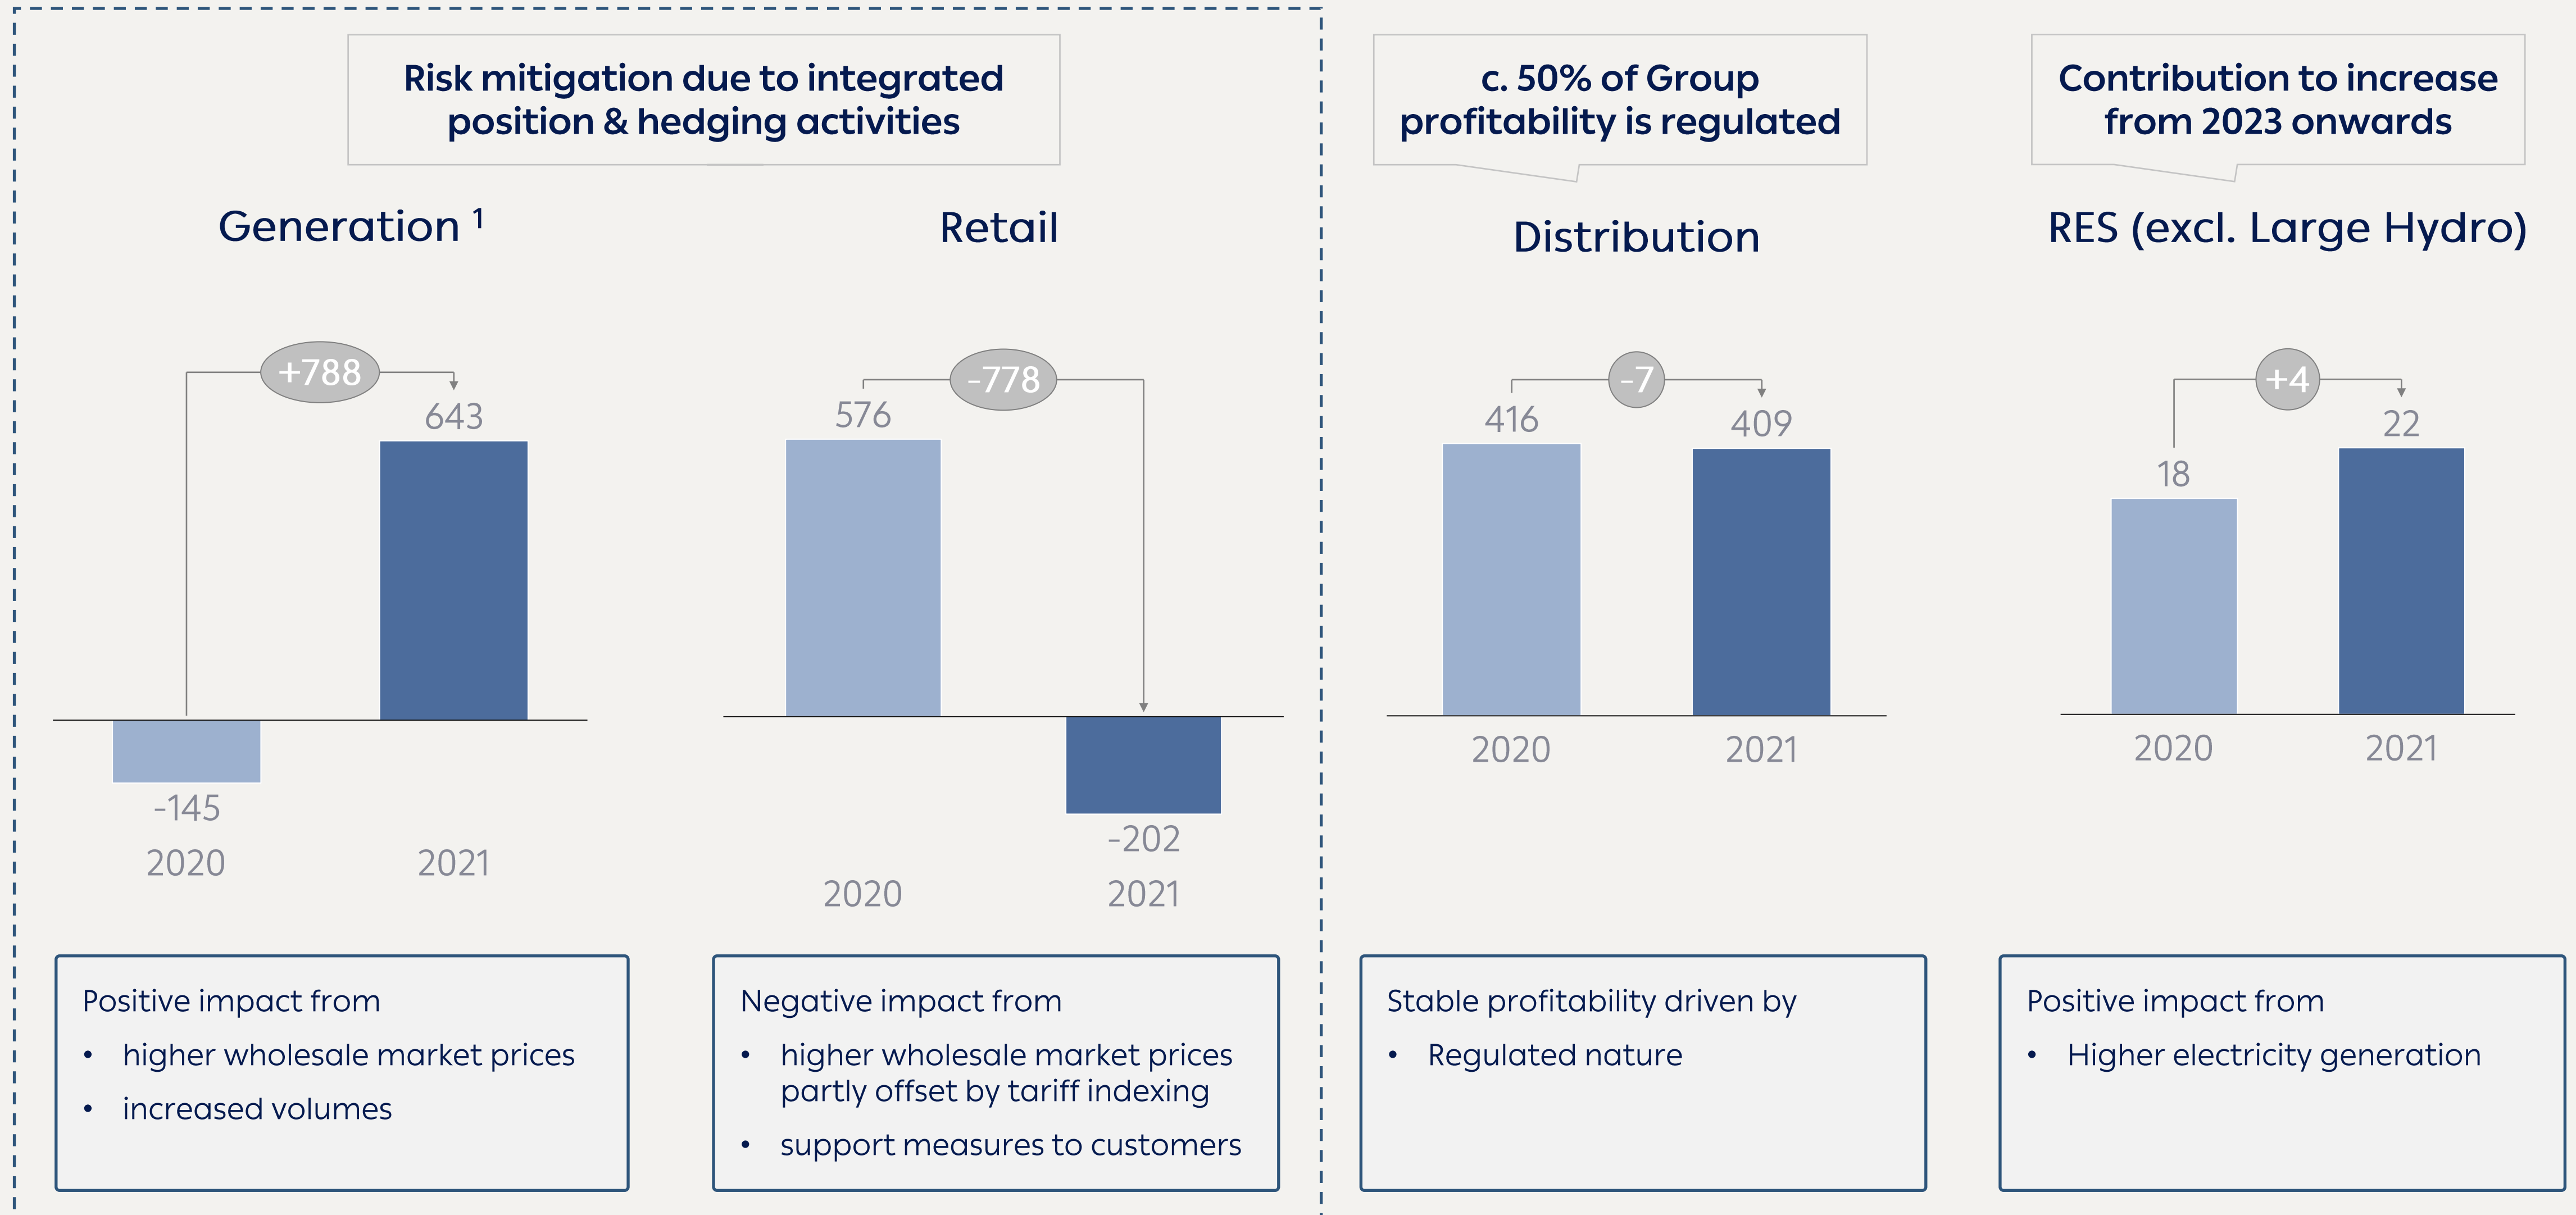 Risk mitigation due to integrated
position & hedging activities
c. 50% of Group
profitability is regulated
Contribution to increase
from 2023 onwards
Generation ¹
Retail
Distribution
RES (excl. Large Hydro)
+788
643
-145
2020
2021
576
-778
-202
2020
2021
416
-7
409
2020
2021
18
+4
22
2020
2021
Positive impact from
• higher wholesale market prices
• increased volumes
Negative impact from
• higher wholesale market prices
partly offset by tariff indexing
• support measures to customers
Stable profitability driven by
• Regulated nature
Positive impact from
• Higher electricity generation